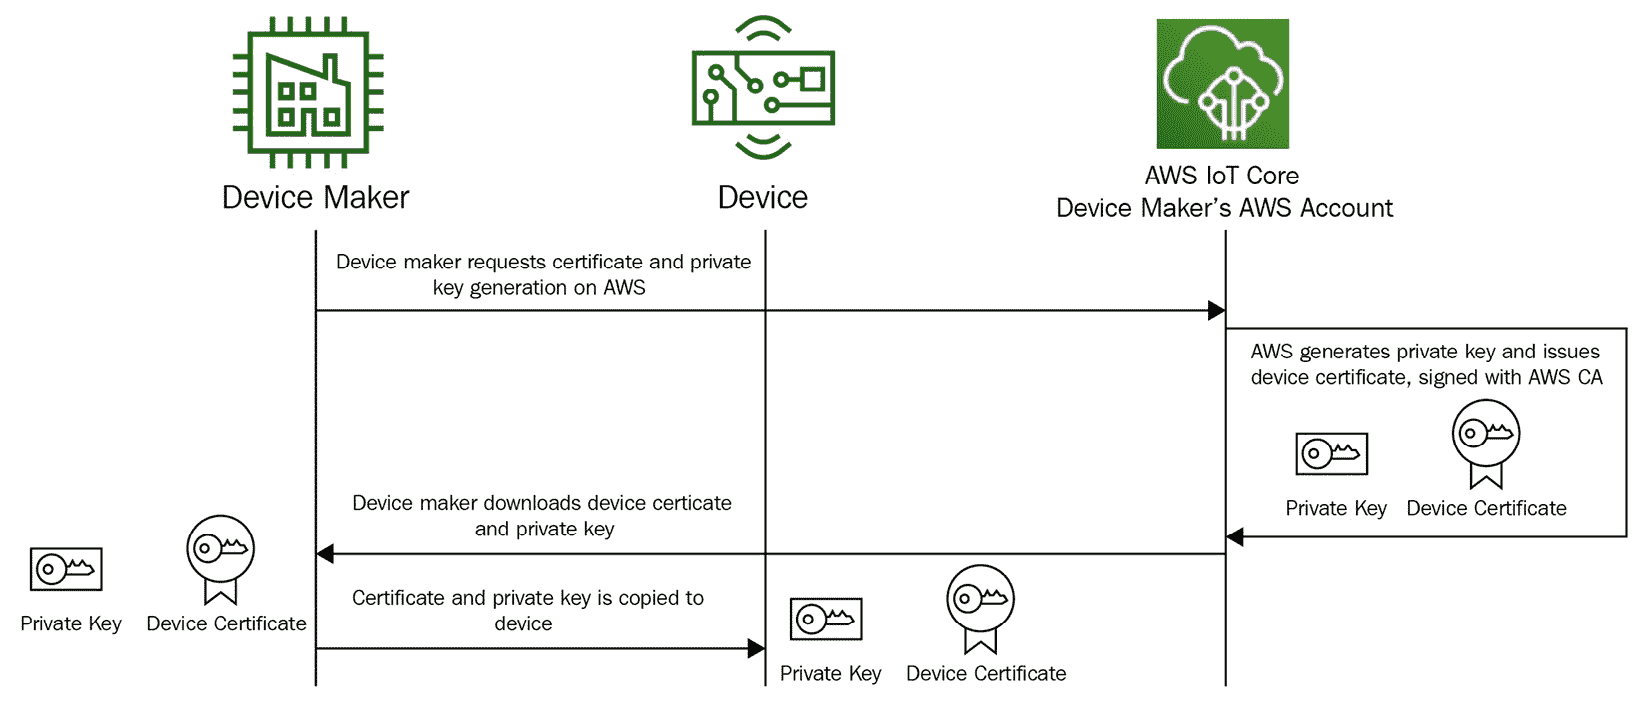 Device Maker
Device
AWS IoT Core
Device Maker's AWS Account
Device maker requests certificate and private
key generation on AWS
AWS generates private key and issues
device certificate, signed with AWS CA
Private Key
Device Certificate
Device maker downloads device certicate
and private key
Private Key
Device Certificate
Certificate and private key is copied to
device
Private Key
Device Certificate